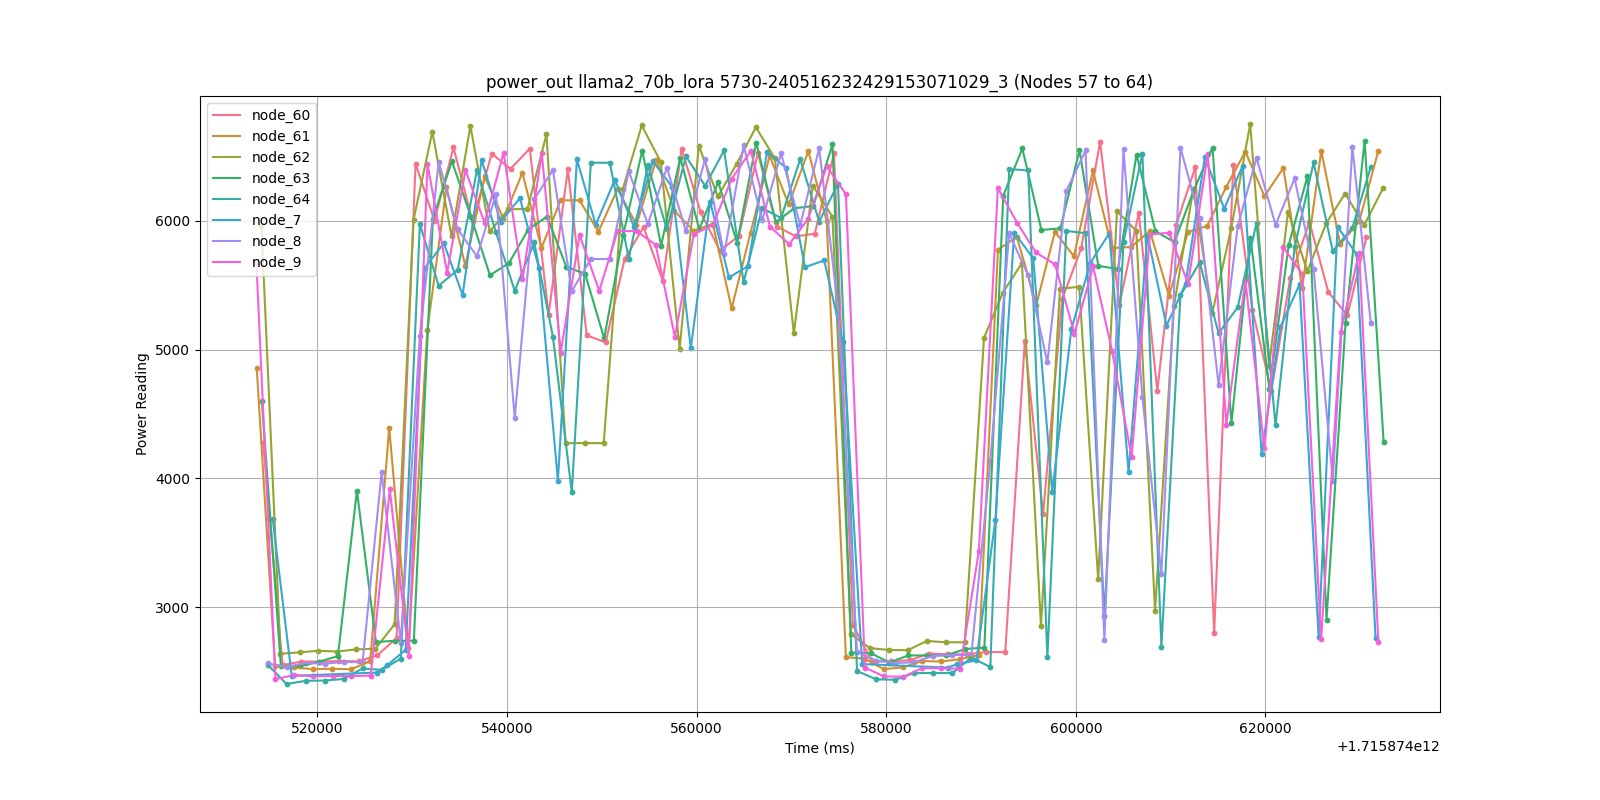 power_out llama2_70b_lora 5730-240516232429153071029_3 (Nodes 57 to 64)
node_60
node_61
node_62
node_63
node_64
node_7
node_8
node_9
Power Reading
6000
5000
4000
3000
520000 540000 560000 580000 600000 620000
Time (ms)
+1.715874e12